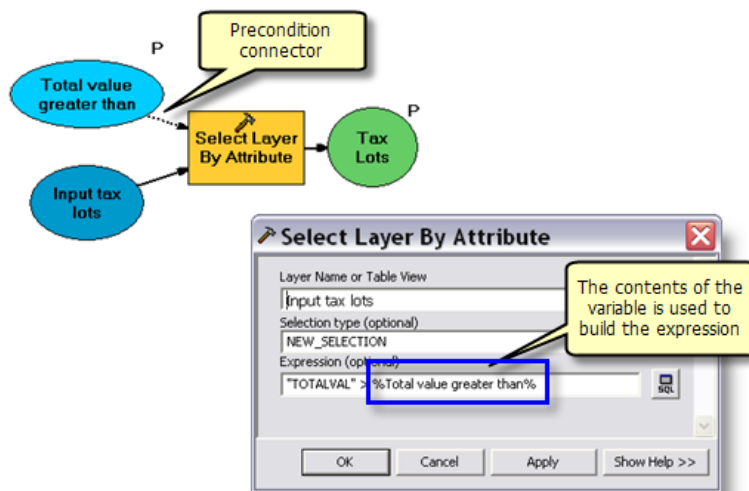 P
Precondition
connector
Total value
greater than
P
Select Layer
By Attribute
Tax
Lots
Input tax
lots
Select Layer By Attribute
Layer Name or Table View
Input tax lots
Selection type (optional)
NEW_SELECTION
Expression (optional)
"TOTALVAL" > %Total value greater than%
SQL
The contents of the
variable is used to
build the expression
OK
Cancel
Apply
Show Help >>